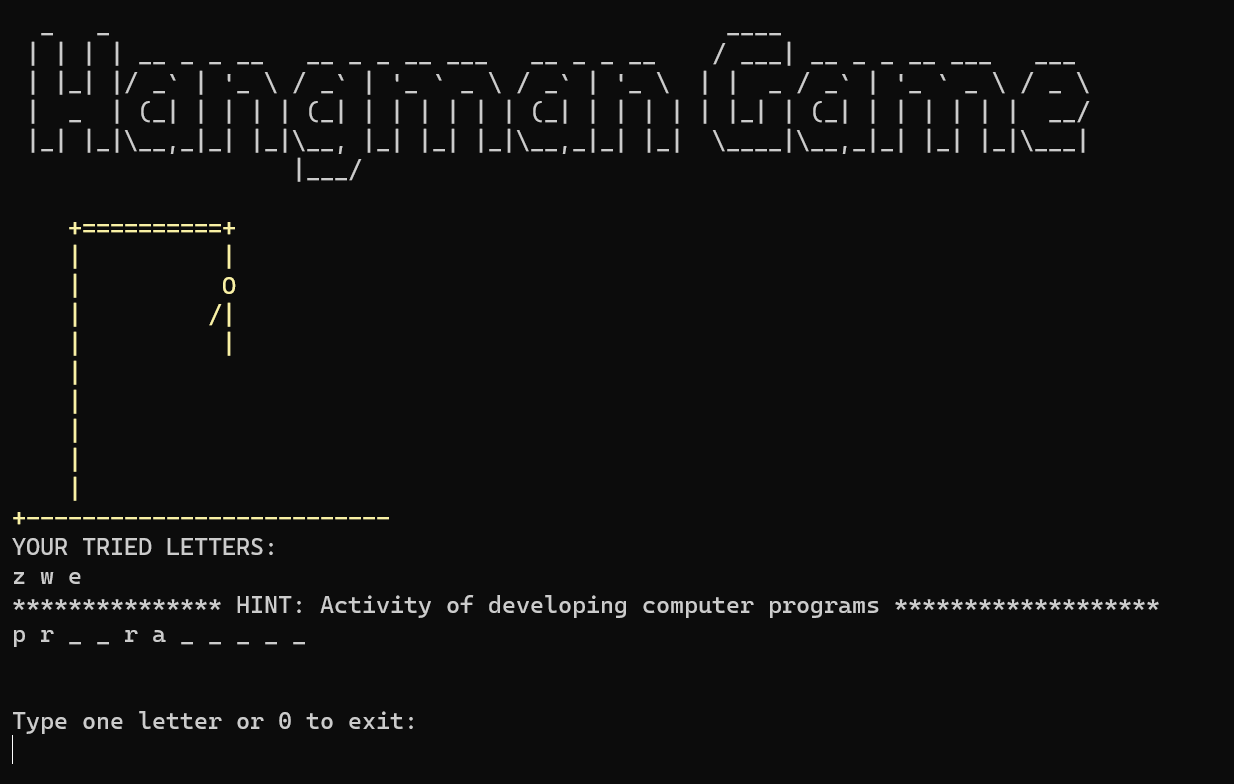 Hangman Game
YOUR TRIED LETTERS:
z w e
*************** HINT: Activity of developing computer programs *******************
p r _ _ r a _ _ _ _ _
Type one letter or 0 to exit: